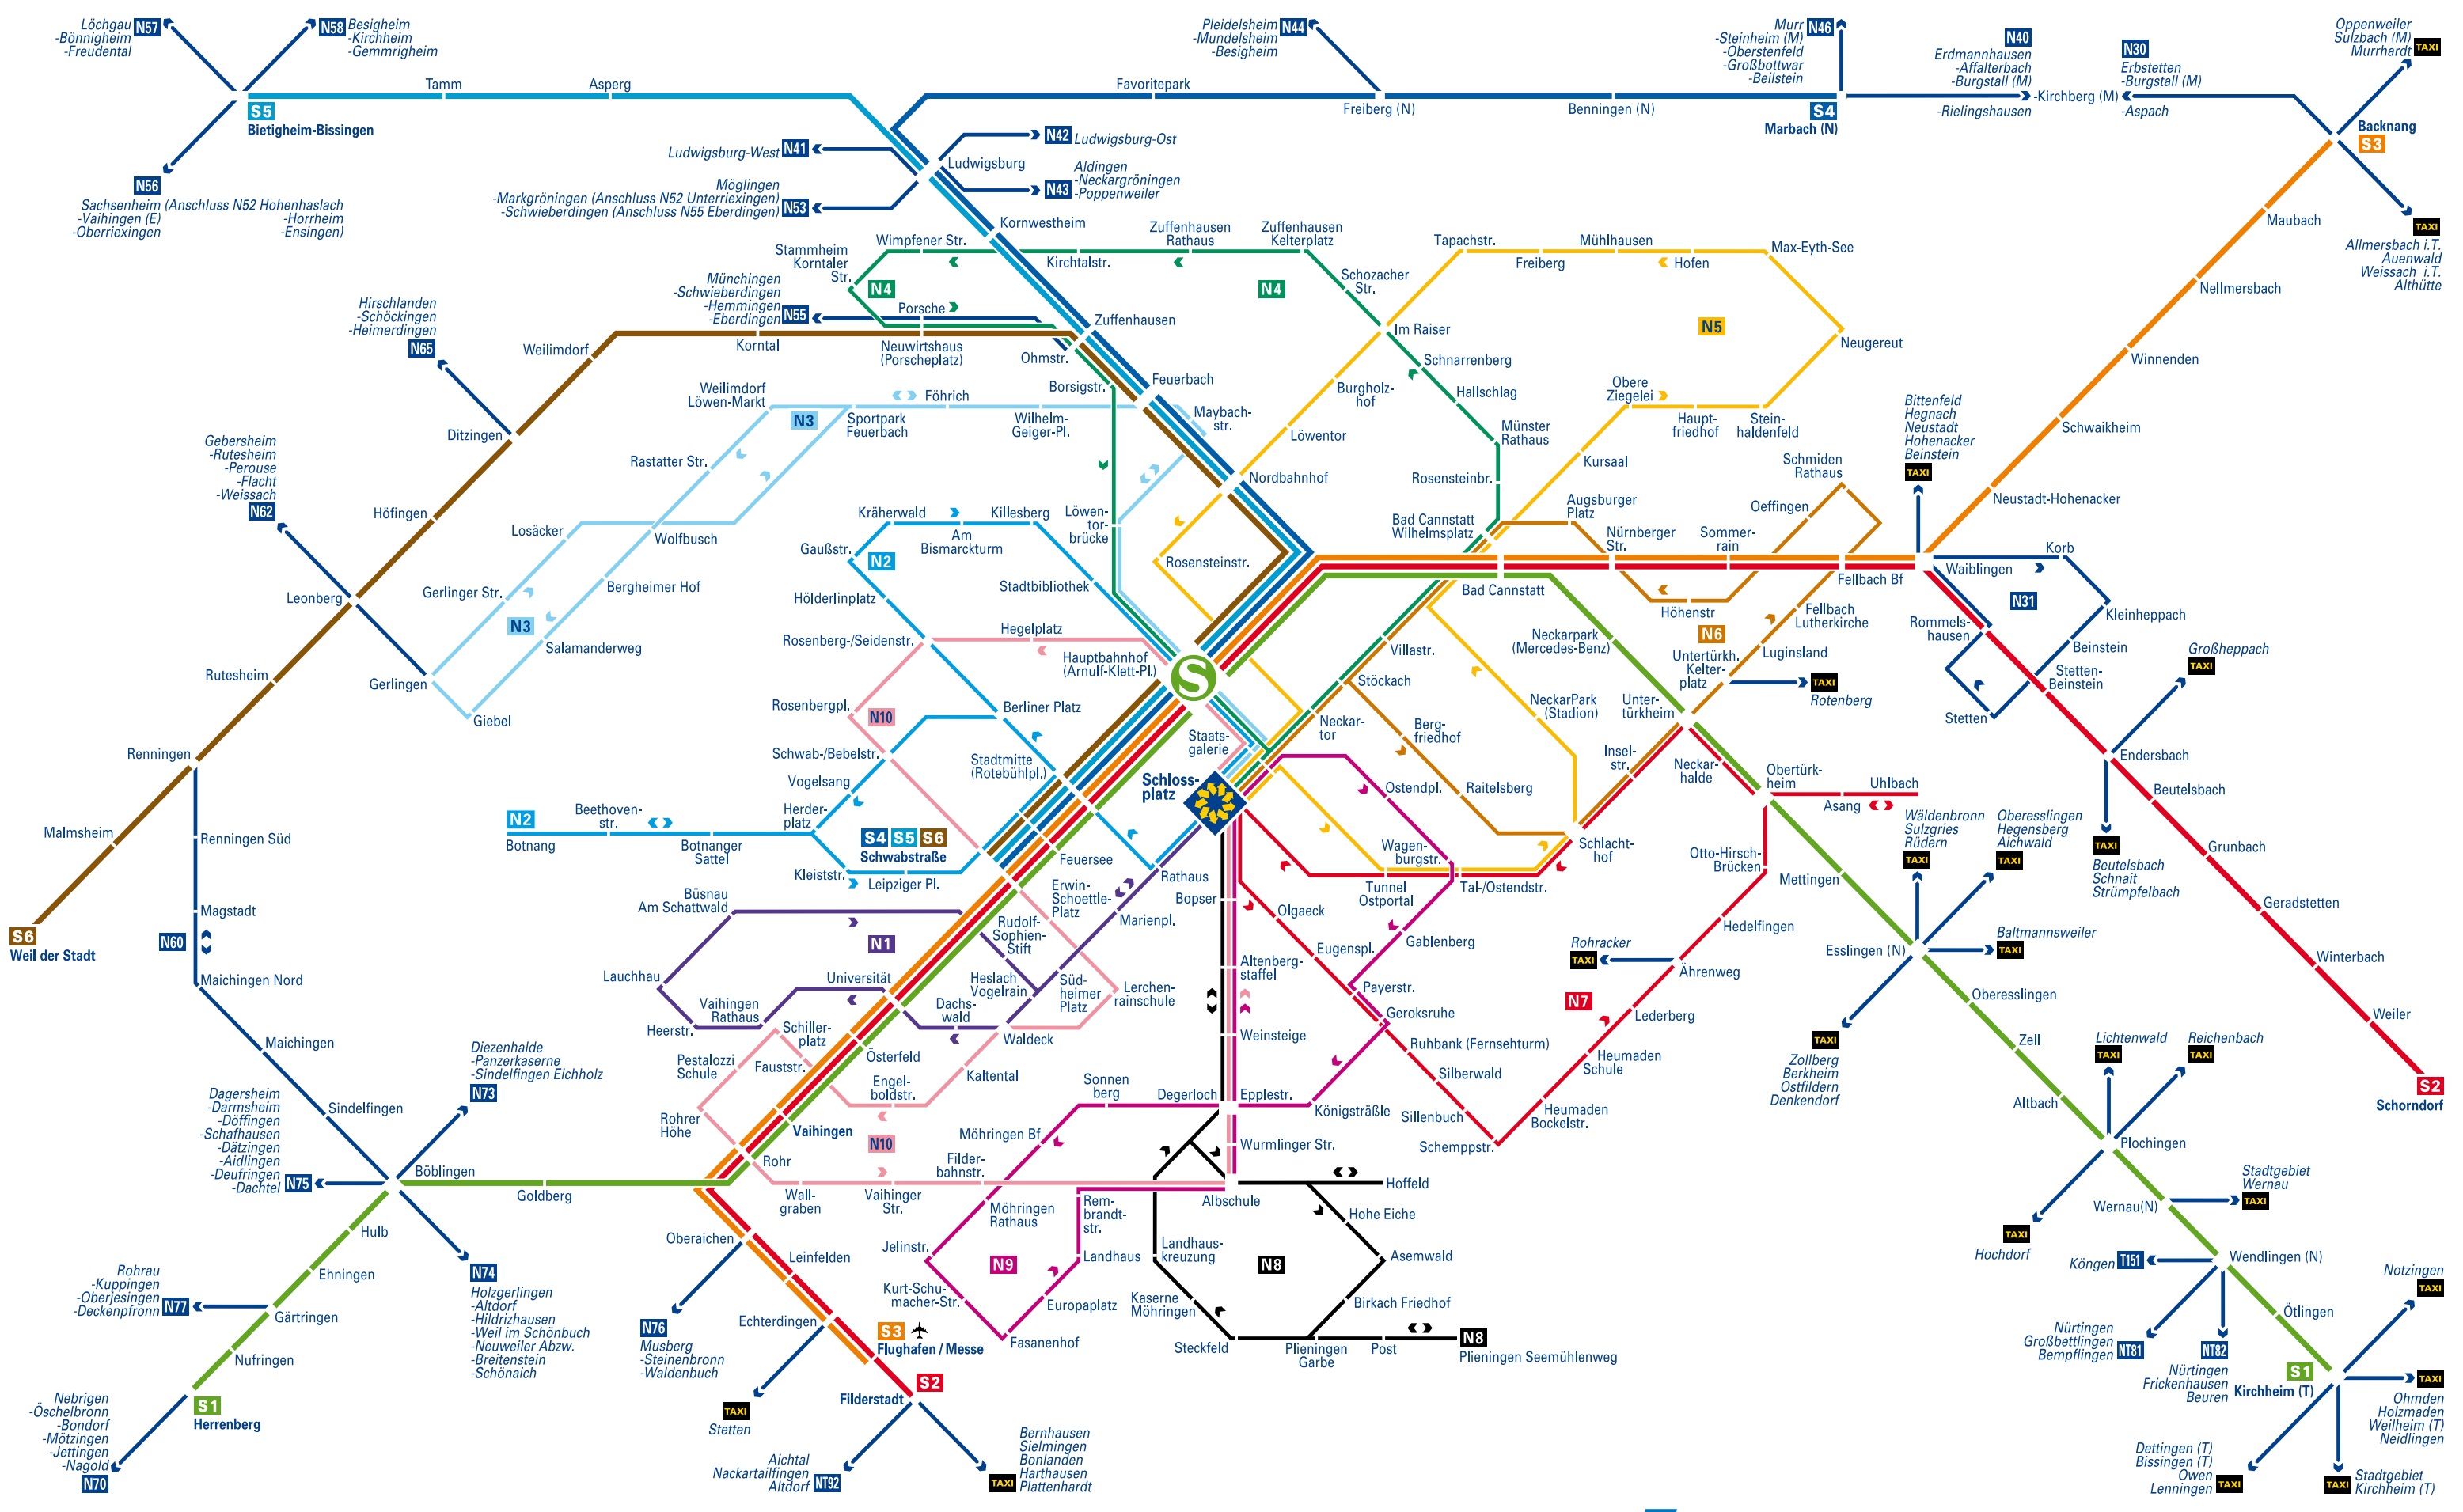 Löchgau
-Bönnigheim
-Freudental
N57
N58
Besigheim
-Kirchheim
-Gemmrigheim
Tamm
Asperg
S5
Bietigheim-Bissingen
N56
Sachsenheim (Anschluss N52 Hohenhaslach
-Vaihingen (E)
-Horrheim
-Oberriexingen
-Ensingen)
Pleidelsheim
-Mundelsheim
-Besigheim
N44
Favoritepark
Freiberg (N)
Benningen (N)
Murr
-Steinheim (M)
-Oberstenfeld
-Großbottwar
-Beilstein
N46
S4
Marbach (N)
N40
Erdmannhausen
-Affalterbach
-Burgstall (M)
-Rielingshausen
-Kirchberg (M)
N30
Erbstetten
-Burgstall (M)
-Aspach
Oppenweiler
Sulzbach (M)
Murrhardt
TAXI
Backnang
S3
TAXI
Allmersbach i.T.
Auenwald
Weissach i.T.
Althütte
Ludwigsburg-West
N41
N42
Ludwigsburg-Ost
Ludwigsburg
N43
Aldingen
-Neckargröningen
-Poppenweiler
Möglingen
-Markgröningen (Anschluss N52 Unterriexingen)
-Schwieberdingen (Anschluss N55 Eberdingen)
N53
Kornwestheim
Maubach
Nellmersbach
Winnenden
Schwaikheim
Neustadt-Hohenacker
Stammheim
Korntaler
Str.
Wimpfener Str.
Kirchtalstr.
Zuffenhausen
Rathaus
Zuffenhausen
Kelterplatz
Schozacher
Str.
N4
N4
Porsche
Münchingen
-Schwieberdingen
-Hemmingen
-Eberdingen
N55
Zuffenhausen
Tapachstr.
Freiberg
Mühlhausen
Hofen
Max-Eyth-See
Im Raiser
N5
Neugereut
Hirschlanden
-Schöckingen
-Heimerdingen
N65
Weilimdorf
Korntal
Neuwirtshaus
(Porscheplatz)
Ohmstr.
Borsigstr.
Feuerbach
Schnarrenberg
Hallschlag
Burgholz-
hof
Obere
Ziegelei
Haupt-
friedhof
Stein-
haldenfeld
Weilimdorf
Löwen-Markt
N3
Föhrich
Sportpark
Feuerbach
Wilhelm-
Geiger-Pl.
Maybach-
str.
Löwentor
Münster
Rathaus
Kursaal
Schmiden
Rathaus
Bittenfeld
Hegnach
Neustadt
Hohenacker
Beinstein
TAXI
Ditzingen
Rastatter Str.
Nordbahnhof
Rosensteinbr.
Gebersheim
-Rutesheim
-Perouse
-Flacht
-Weissach
N62
Höfingen
Losäcker
Wolfbusch
Kräherwald
Killesberg
Am
Bismarckturm
Löwen-
tor-
brücke
Gaußstr.
N2
Rosensteinstr.
Bad Cannstatt
Wilhelmsplatz
Augsburger
Platz
Nürnberger
Str.
Sommer-
rain
Oeffingen
Korb
Waiblingen
Leonberg
Gerlinger Str.
Bergheimer Hof
Hölderlinplatz
Stadtbibliothek
Bad Cannstatt
Höhenstr
Fellbach Bf
N31
Kleinheppach
Rommels-
hausen
Fellbach
Lutherkirche
N6
N3
Salamanderweg
Rosenberg-/Seidenstr.
Hegelplatz
Hauptbahnhof
(Arnulf-Klett-Pl.)
S
Villastr.
Neckarpark
(Mercedes-Benz)
Untertürkh.
Kelter-
platz
Luginsland
TAXI
Rotenberg
Beinstein
Stetten-
Beinstein
Stetten
Großheppach
TAXI
Rutesheim
Gerlingen
Giebel
Rosenbergpl.
N10
Berliner Platz
Stöckach
Neckar-
tor
Berg-
friedhof
NeckarPark
(Stadion)
Unter-
türkheim
Staats-
galerie
Renningen
Schwab-/Bebelstr.
Vogelsang
Stadtmitte
(Rotebühlpl.)
Schloss-
platz
Ostendpl.
Raitelsberg
Insel-
str.
Neckar-
halde
Obertürk-
heim
Uhlbach
Asang
Endersbach
Beutelsbach
N2
Botnang
Beethoven-
str.
Botnanger
Sattel
Herder-
platz
S4
S5
S6
Schwabstraße
Feuersee
Kleiststr.
Leipziger Pl.
Rathaus
Wagen-
burgstr.
Schlacht-
hof
Tunnel
Ostportal
Tal-/Ostendstr.
Otto-Hirsch-
Brücken
Mettingen
Wäldenbronn
Sulzgries
Rüdern
TAXI
Oberesslingen
Hegensberg
Aichwald
TAXI
TAXI
Beutelsbach
Schnait
Strümpfelbach
Grunbach
Geradstetten
Winterbach
Weiler
S2
Schorndorf
Malmsheim
S6
Weil der Stadt
Renningen Süd
Magstadt
N60
Maichingen Nord
Maichingen
Sindelfingen
Büsnau
Am Schattwald
N1
Lauchhau
Universität
Vaihingen
Rathaus
Heerstr.
Erwin-
Schoettle-
Platz
Rudolf-
Sophien-
Stift
Marienpl.
Bopser
Olgaeck
Eugenspl.
Gablenberg
Heslach
Vogelrain
Süd-
heimer
Platz
Lerchen-
rainschule
Altenberg-
staffel
Payerstr.
Geroksruhe
Dachs-
wald
Waldeck
Weinsteige
Ruhbank (Fernsehturm)
Silberwald
Sillenbuch
Schemppstr.
Heumaden
Bockelstr.
Heumaden
Schule
Lederberg
N7
Rohracker
TAXI
Ährenweg
Hedelfingen
Esslingen (N)
Baltmannsweiler
TAXI
TAXI
Zollberg
Berkheim
Ostfildern
Denkendorf
Oberesslingen
Zell
Altbach
Lichtenwald
TAXI
Reichenbach
TAXI
Plochingen
TAXI
Hochdorf
Wernau(N)
Stadtgebiet
Wernau
TAXI
Köngen
T151
Wendlingen (N)
Nürtingen
Großbettlingen
Bempflingen
NT81
NT82
Nürtingen
Frickenhausen
Beuren
Ötlingen
Notzingen
TAXI
S1
Kirchheim (T)
TAXI
Ohmden
Holzmaden
Weilheim (T)
Neidlingen
Dettingen (T)
Bissingen (T)
Owen
Lenningen
TAXI
TAXI
Stadtgebiet
Kirchheim (T)
Schiller-
platz
Pestalozzi
Schule
Fauststr.
Österfeld
Engel-
boldstr.
Kaltental
Rohrer
Höhe
Vaihingen
N10
Rohr
Wall-
graben
Vaihinger
Str.
Filder-
bahnstr.
Möhringen Bf
Sonnen
berg
Degerloch
Epplestr.
Königsträßle
Wurmlinger Str.
Albschule
Hoffeld
Hohe Eiche
Asemwald
N8
Birkach Friedhof
Landhaus-
kreuzung
Kaserne
Möhringen
Steckfeld
Plieningen
Garbe
Post
N8
Plieningen Seemühlenweg
Möhringen
Rathaus
Rem-
brandt-
str.
Landhaus
Jelinstr.
N9
Kurt-Schu-
macher-Str.
Europaplatz
Fasanenhof
Diezenhalde
-Panzerkaserne
-Sindelfingen Eichholz
N73
Dagersheim
-Darmsheim
-Döffingen
-Schafhausen
-Dätzingen
-Aidlingen
-Deufringen
-Dachtel
N75
Böblingen
Goldberg
Hulb
Ehningen
Gärtringen
Nufringen
Rohrau
-Kuppingen
-Oberjesingen
-Deckenpfronn
N77
N74
Holzgerlingen
-Altdorf
-Hildrizhausen
-Weil im Schönbuch
-Neuweiler Abzw.
-Breitenstein
-Schönaich
S1
Herrenberg
Nebrigen
-Öschelbronn
-Bondorf
-Mötzingen
-Jettingen
-Nagold
N70
Oberaichen
Leinfelden
Echterdingen
N76
Musberg
-Steinenbronn
-Waldenbuch
S3
Flughafen / Messe
TAXI
Stetten
S2
Filderstadt
Aichtal
Nackartailfingen
Altdorf
NT92
TAXI
Bernhausen
Sielmingen
Bonlanden
Harthausen
Plattenhardt